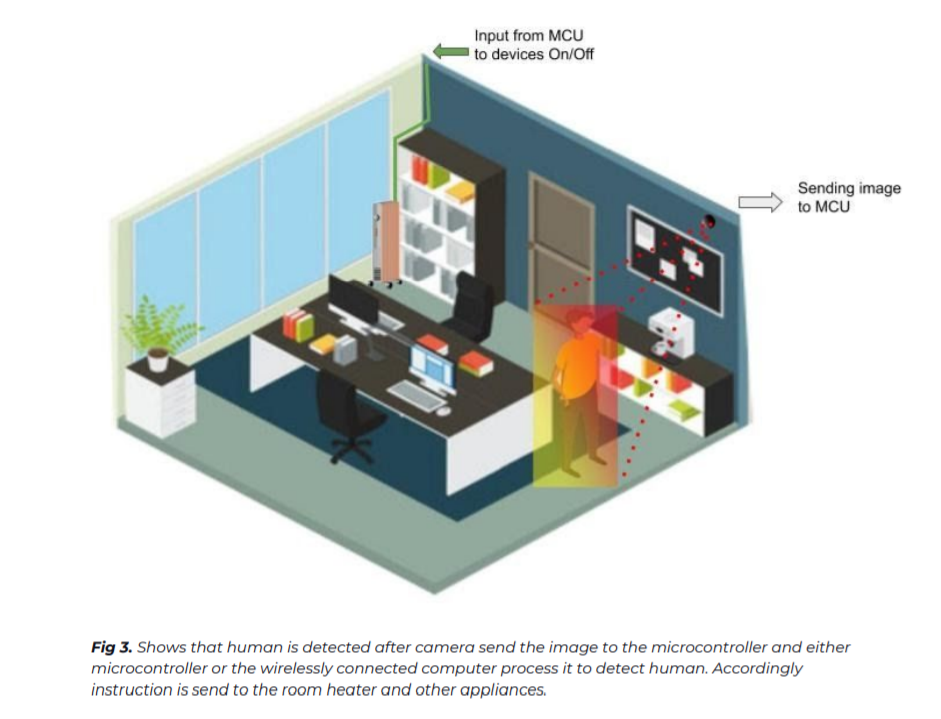 Input from MCU
to devices On/Off
Sending image
to MCU
Fig 3. Shows that human is detected after camera send the image to the microcontroller and either
microcontroller or the wirelessly connected computer process it to detect human. Accordingly
instruction is send to the room heater and other appliances.